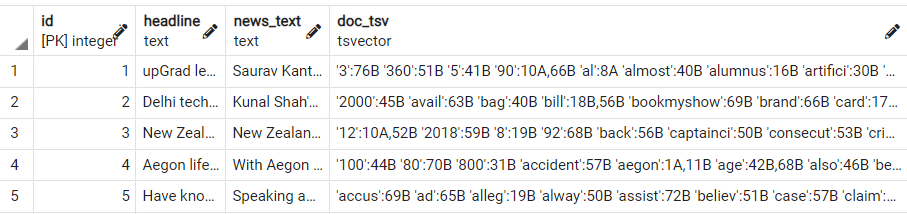 id headline news_text doc_tsv
[PK] integer text text tsvector
1 1 upGrad le... Saurav Kant... '3':76B '360':51B '5':41B '90':10A,66B 'al':8A 'almost':40B 'alumnus':16B 'artifici':30B '...
2 2 Delhi tech... Kunal Shah'... '2000':45B 'avail':63B 'bag':40B 'bill':18B,56B 'bookmyshow':69B 'brand':66B 'card':17...
3 3 New Zeal... New Zealan... '12':10A,52B '2018':59B '8':19B '92':68B 'back':56B 'captainci':50B 'consecut':53B 'cri...
4 4 Aegon life... With Aegon ... '100':44B '80':70B '800':31B 'accident':57B 'aegon':1A,11B 'age':42B,68B 'also':46B 'be...
5 5 Have kno... Speaking a... 'accus':69B 'ad':65B 'alleg':19B 'alway':50B 'assist':72B 'believ':51B 'case':57B 'claim':...